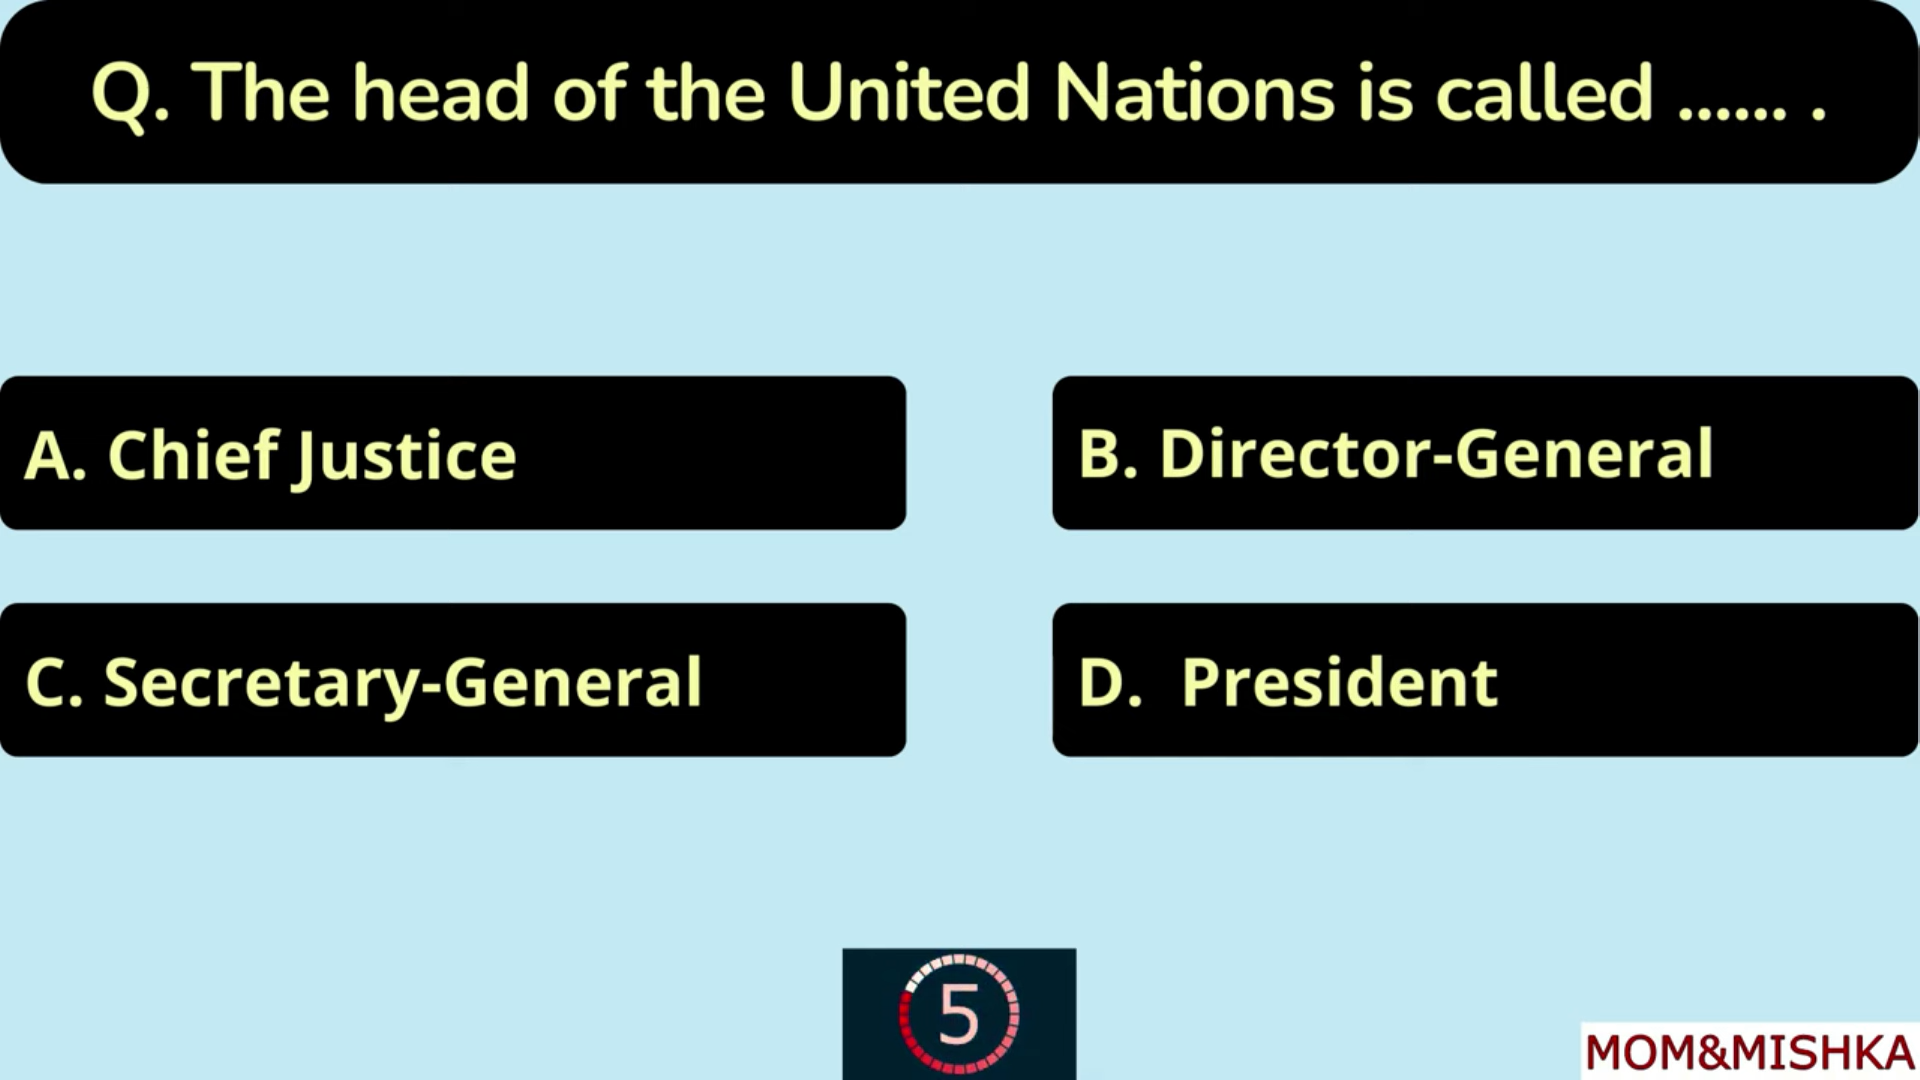 Q. The head of the United Nations is called ...... .
A. Chief Justice
B. Director-General
C. Secretary-General
D. President
5
MOM&MISHKA